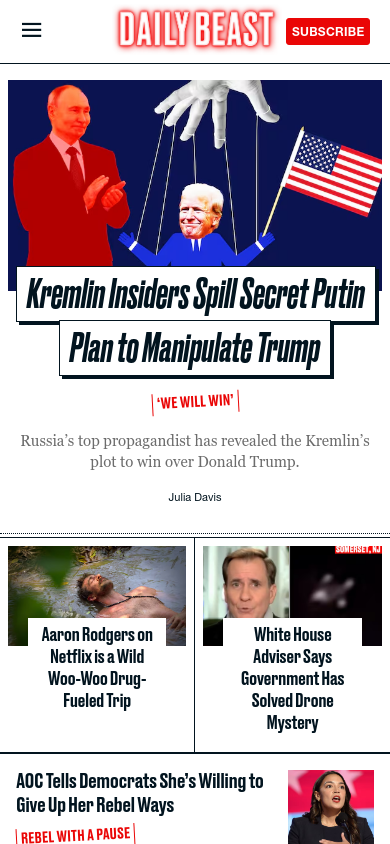 DAILY BEAST
SUBSCRIBE
Kremlin Insiders Spill Secret Putin
Plan to Manipulate Trump
'WE WILL WIN'
Russia's top propagandist has revealed the Kremlin's
plot to win over Donald Trump.
Julia Davis
SOMERSET, NJ
Aaron Rodgers on
Netflix is a Wild
Woo-Woo Drug-
Fueled Trip
White House
Adviser Says
Government Has
Solved Drone
Mystery
AOC Tells Democrats She's Willing to
Give Up Her Rebel Ways
REBEL WITH A PAUSE